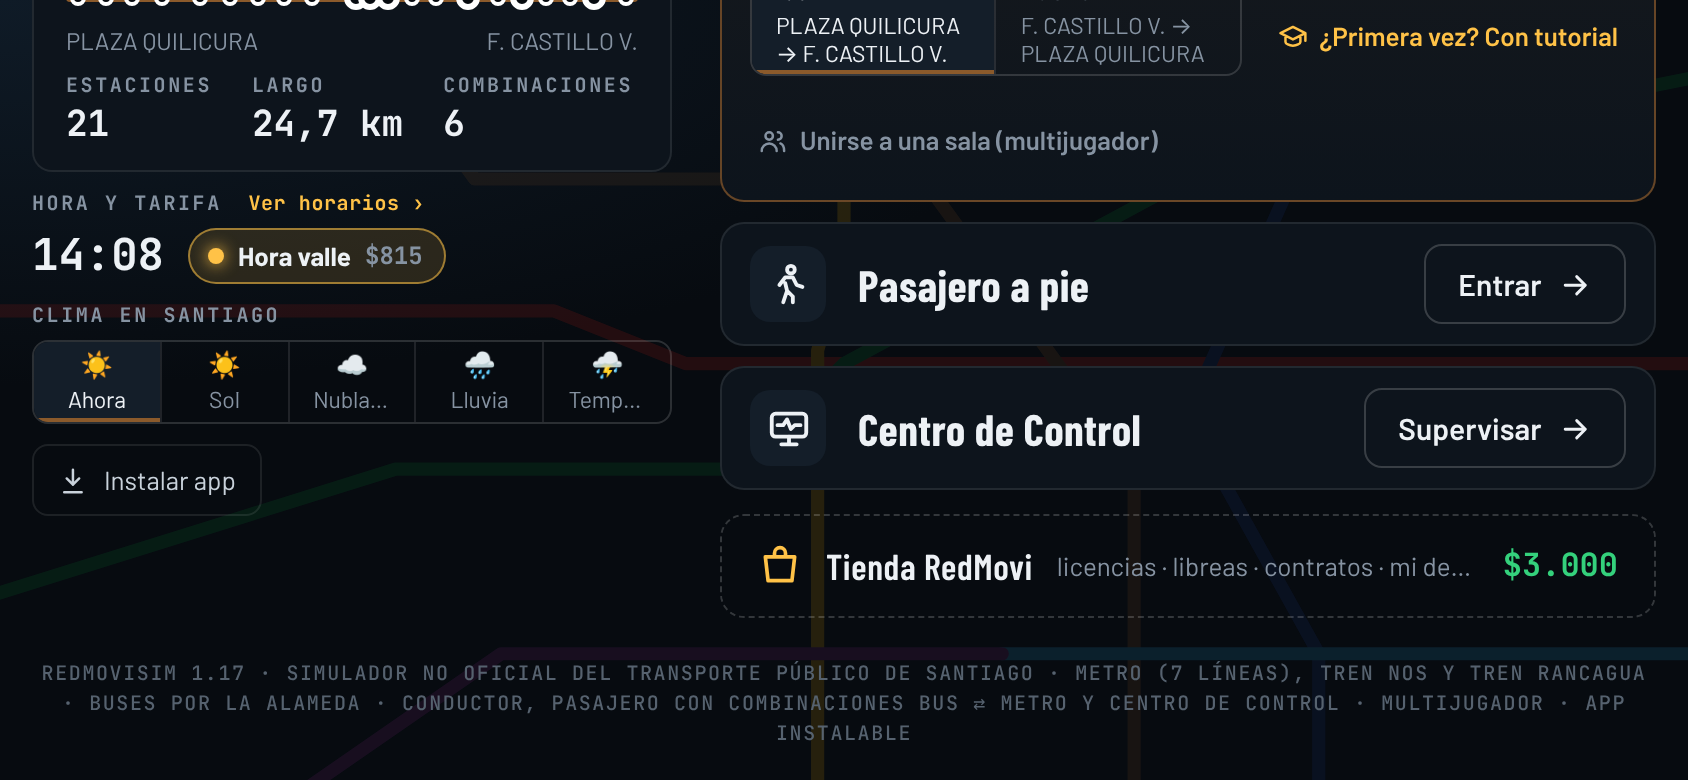 PLAZA QUILICURA
F. CASTILLO V.
ESTACIONES
LARGO
COMBINACIONES
21
24,7 km
6
HORA Y TARIFA
Ver horarios ›
14:08
Hora valle $815
CLIMA EN SANTIAGO
Ahora
Sol
Nubla...
Lluvia
Temp...
Instalar app
PLAZA QUILICURA
→ F. CASTILLO V.
F. CASTILLO V. →
PLAZA QUILICURA
¿Primera vez? Con tutorial
Unirse a una sala (multijugador)
Pasajero a pie
Entrar →
Centro de Control
Supervisar →
Tienda RedMovi licencias · libreas · contratos · mi de... $3.000
REDMOVISIM 1.17 · SIMULADOR NO OFICIAL DEL TRANSPORTE PÚBLICO DE SANTIAGO · METRO (7 LÍNEAS), TREN NOS Y TREN RANCAGUA
· BUSES POR LA ALAMEDA · CONDUCTOR, PASAJERO CON COMBINACIONES BUS ⇄ METRO Y CENTRO DE CONTROL · MULTIJUGADOR · APP
INSTALABLE